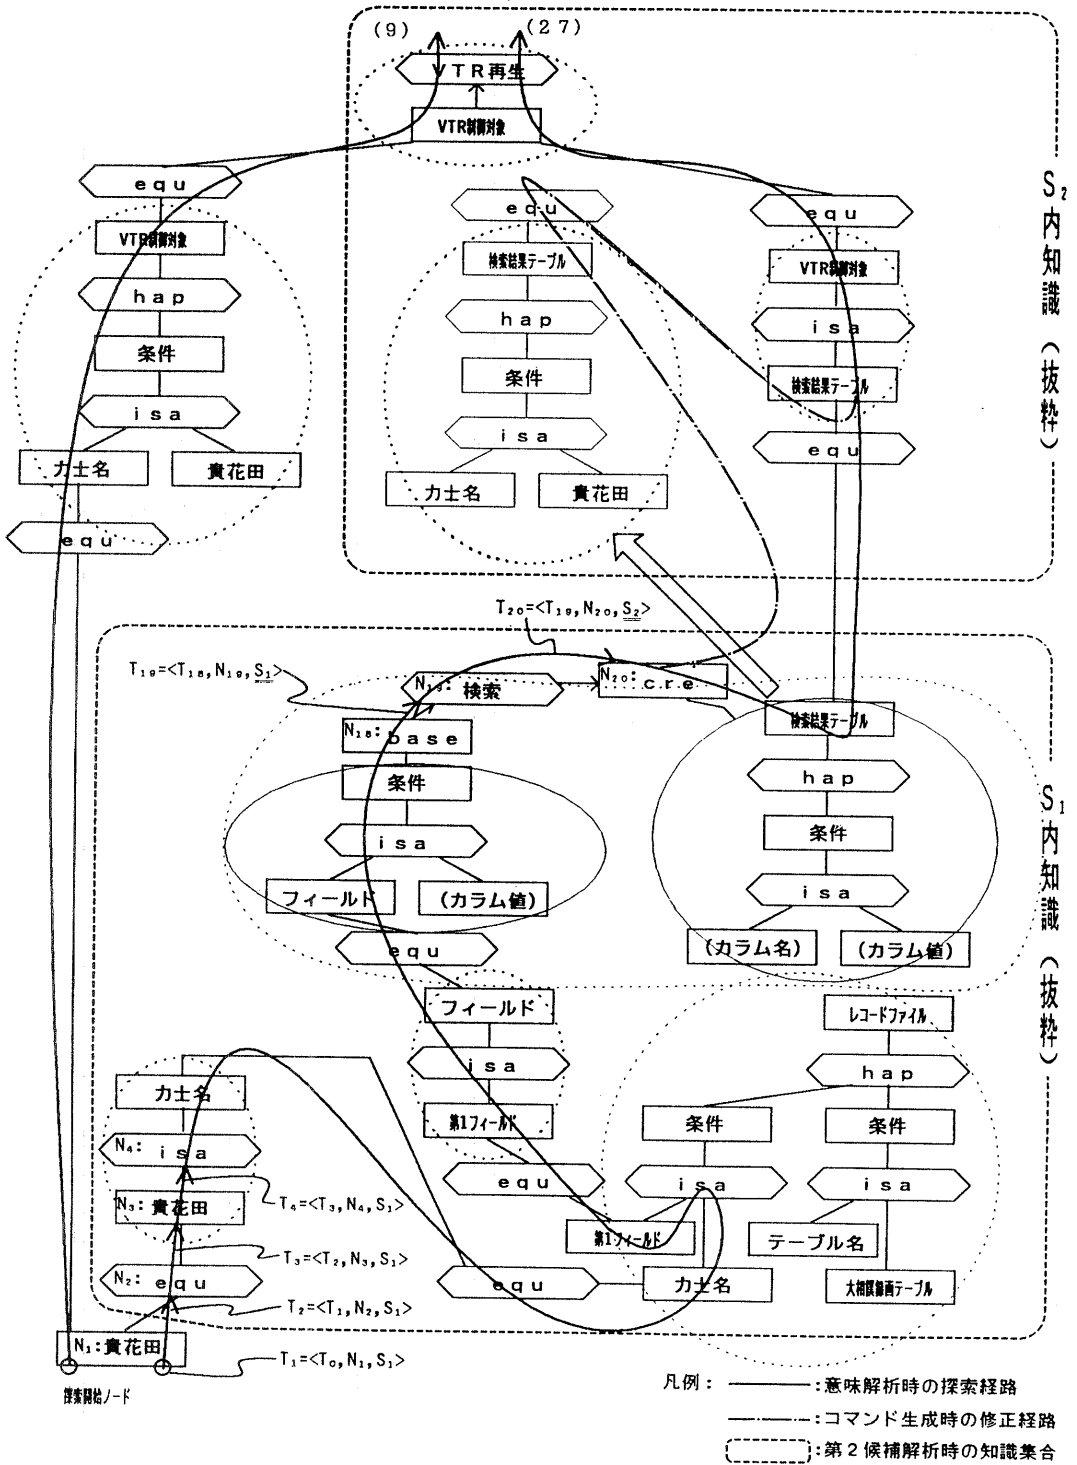 (9)
(27)
VTR再生
VTR制御対象
equ
VTR制御対象
hap
条件
isa
力士名
貴花田
equ
equ
検索結果テーブル
hap
条件
isa
力士名
貴花田
equ
VTR制御対象
isa
検索結果テーブル
equ
S₂内知識（抜粋）
T₂₀=<T₁₉,N₂₀,S₂>
T₁₉=<T₁₈,N₁₉,S₁>
N₁₉:検索
N₂₀:cre
N₁₈:base
条件
isa
フィールド
(カラム値)
equ
検索結果テーブル
hap
条件
isa
(カラム名)
(カラム値)
S₁内知識（抜粋）
フィールド
isa
第1フィールド
equ
レコードファイル
hap
条件
条件
isa
isa
第1フィールド
テーブル名
equ
力士名
大相撲録画テーブル
力士名
N₄:isa
N₃:貴花田
T₄=<T₃,N₄,S₁>
T₃=<T₂,N₃,S₁>
N₂:equ
T₂=<T₁,N₂,S₁>
N₁:貴花田
T₁=<T₀,N₁,S₁>
探索開始ノード
凡例：
:意味解析時の探索経路
:コマンド生成時の修正経路
:第2候補解析時の知識集合